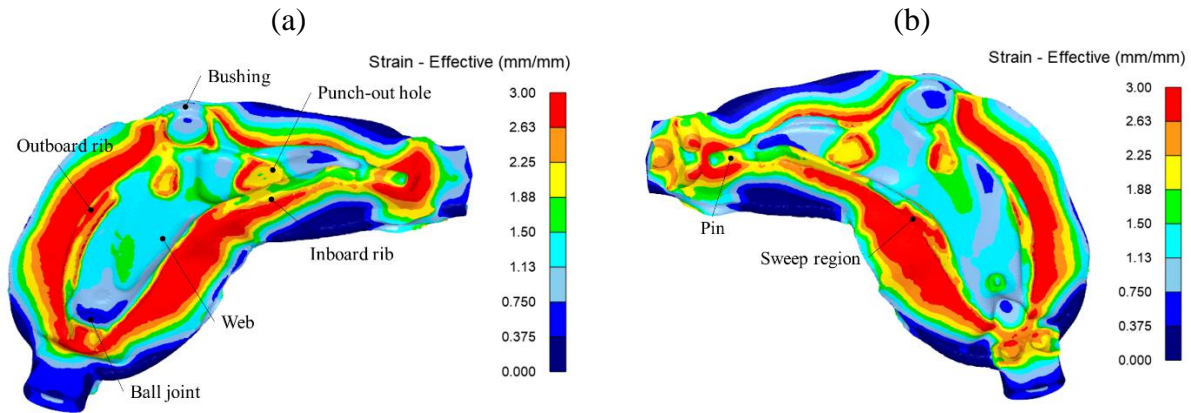 (a)
Strain - Effective (mm/mm)
Bushing
Punch-out hole
Outboard rib
Inboard rib
Web
Ball joint
3.00
2.63
2.25
1.88
1.50
1.13
0.750
0.375
0.000
(b)
Strain - Effective (mm/mm)
Pin
Sweep region
3.00
2.63
2.25
1.88
1.50
1.13
0.750
0.375
0.000